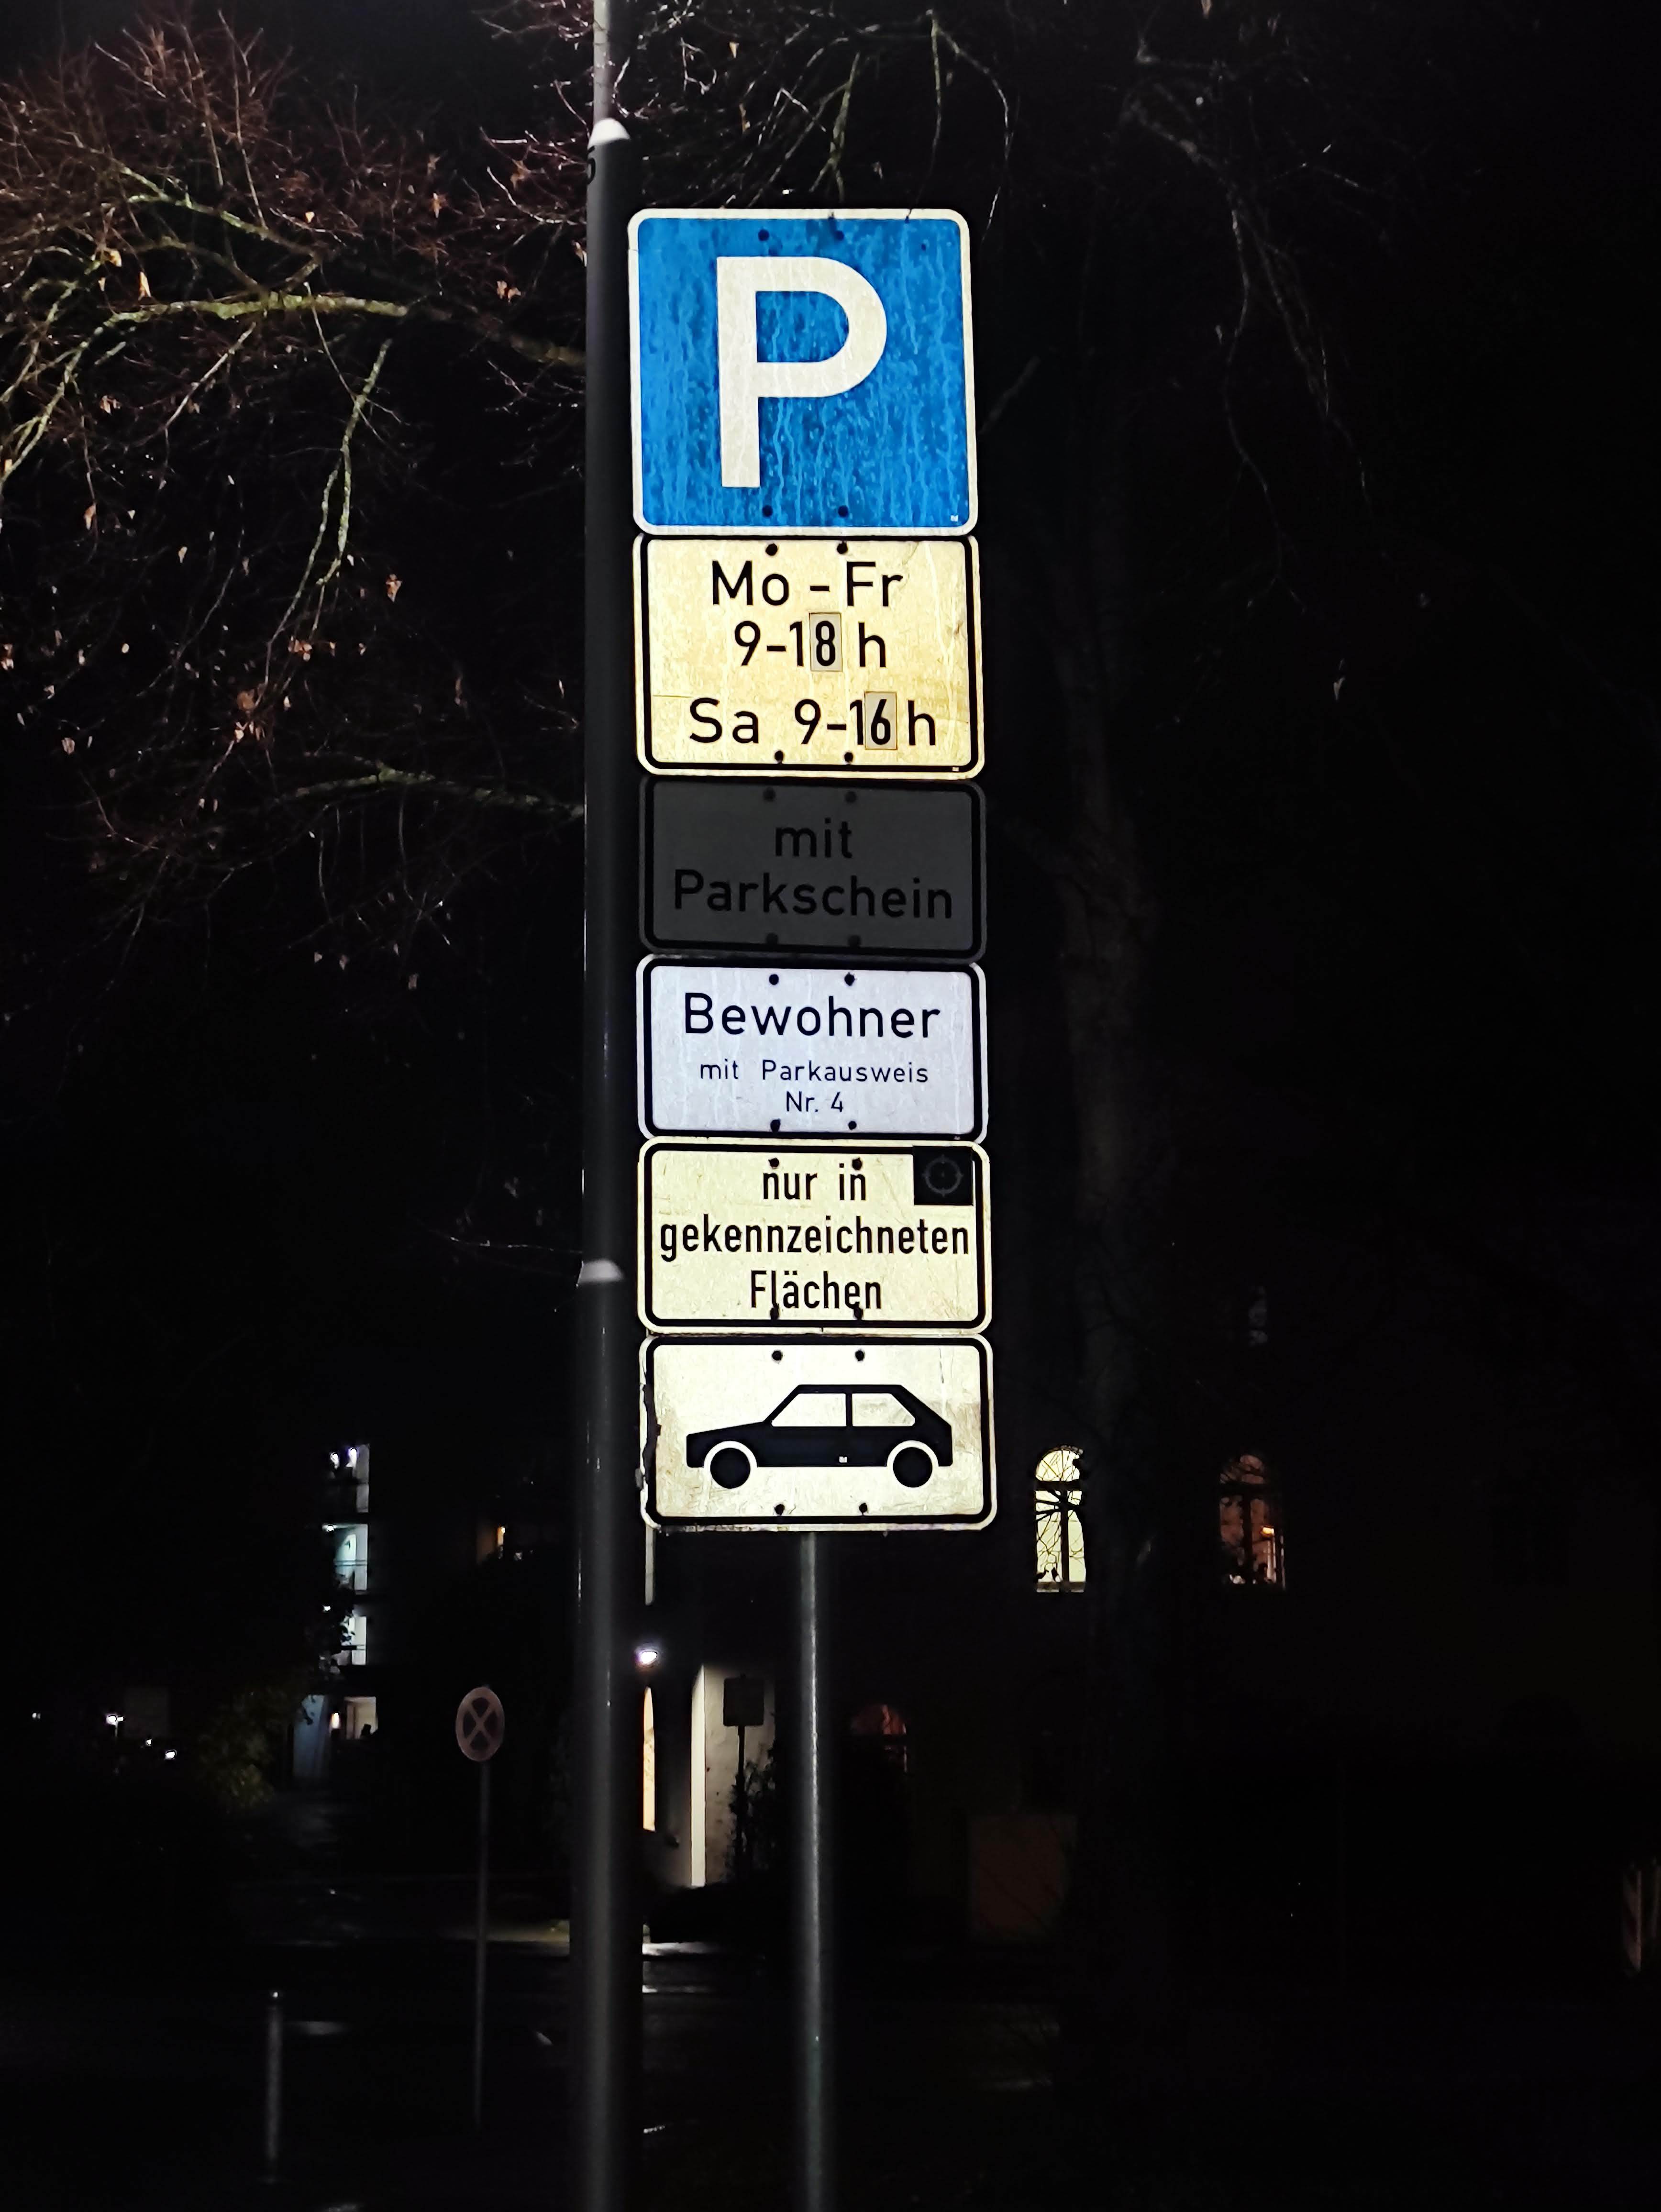 P
Mo - Fr
9-18 h
Sa 9-16 h
mit
Parkschein
Bewohner
mit Parkausweis
Nr. 4
nur in
gekennzeichneten
Flächen